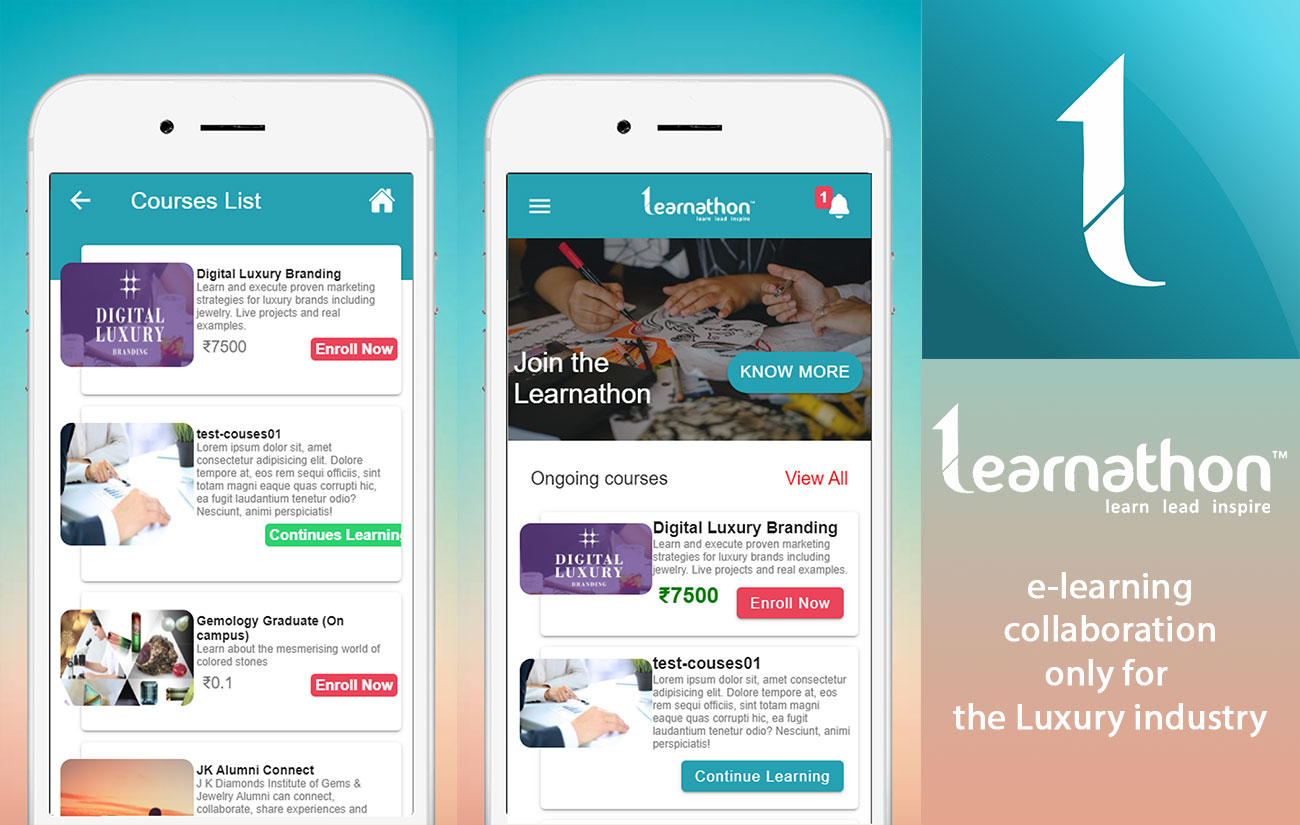 Courses List
DIGITAL
LUXURY
BRANDING
Digital Luxury Branding
Learn and execute proven marketing
strategies for luxury brands including
jewelry. Live projects and real
examples.
₹7500
Enroll Now
test-couses01
Lorem ipsum dolor sit, amet
consectetur adipisicing elit. Dolore
tempore at, eos rem sequi officiis, sint
totam magni eaque quas corrupti hic,
ea fugit laudantium tenetur odio?
Nesciunt, animi perspiciatis!
Continues Learnin
Gemology Graduate (On
campus)
Learn about the mesmerising world of
colored stones
₹0.1
Enroll Now
JK Alumni Connect
J K Diamonds Institute of Gems &
Jewelry Alumni can connect,
collaborate, share experiences and
learnathon™
learn lead inspire
1
Join the
Learnathon
KNOW MORE
Ongoing courses
View All
DIGITAL
LUXURY
BRANDING
Digital Luxury Branding
Learn and execute proven marketing
strategies for luxury brands including
jewelry. Live projects and real examples.
₹7500
Enroll Now
test-couses01
Lorem ipsum dolor sit, amet consectetur
adipisicing elit. Dolore tempore at, eos
rem sequi officiis, sint totam magni
eaque quas corrupti hic, ea fugit
laudantium tenetur odio? Nesciunt, animi
perspiciatis!
Continue Learning
learnathon™
learn lead inspire
e-learning
collaboration
only for
the Luxury industry